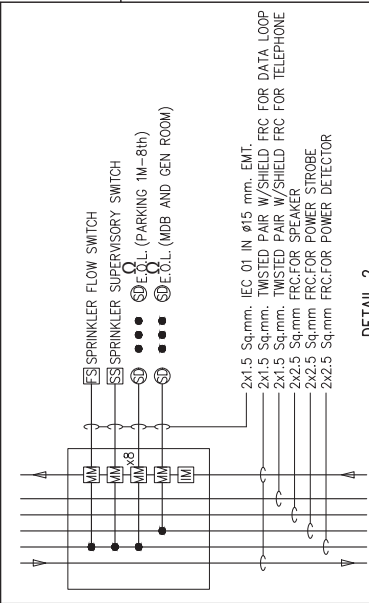 FS SPRINKLER FLOW SWITCH
SS SPRINKLER SUPERVISORY SWITCH
SD SD E.O.L. (PARKING 1M-8th)
Ω
SD SD E.O.L. (MDB AND GEN ROOM)
Ω
MM
MM
x8
MM
MM
IM
2x1.5 Sq.mm. IEC 01 IN ø15 mm. EMT.
2x1.5 Sq.mm. TWISTED PAIR W/SHIELD FRC FOR DATA LOOP
2x1.5 Sq.mm. TWISTED PAIR W/SHIELD FRC FOR TELEPHONE
2x2.5 Sq.mm FRC.FOR SPEAKER
2x2.5 Sq.mm FRC.FOR POWER STROBE
2x2.5 Sq.mm FRC.FOR POWER DETECTOR